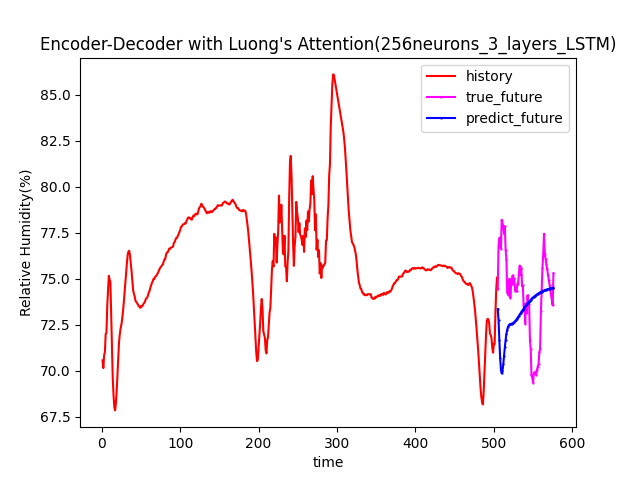 Encoder-Decoder with Luong's Attention(256neurons_3_layers_LSTM)
history
true_future
predict_future
Relative Humidity(%)
85.0
82.5
80.0
77.5
75.0
72.5
70.0
67.5
0 100 200 300 400 500 600
time